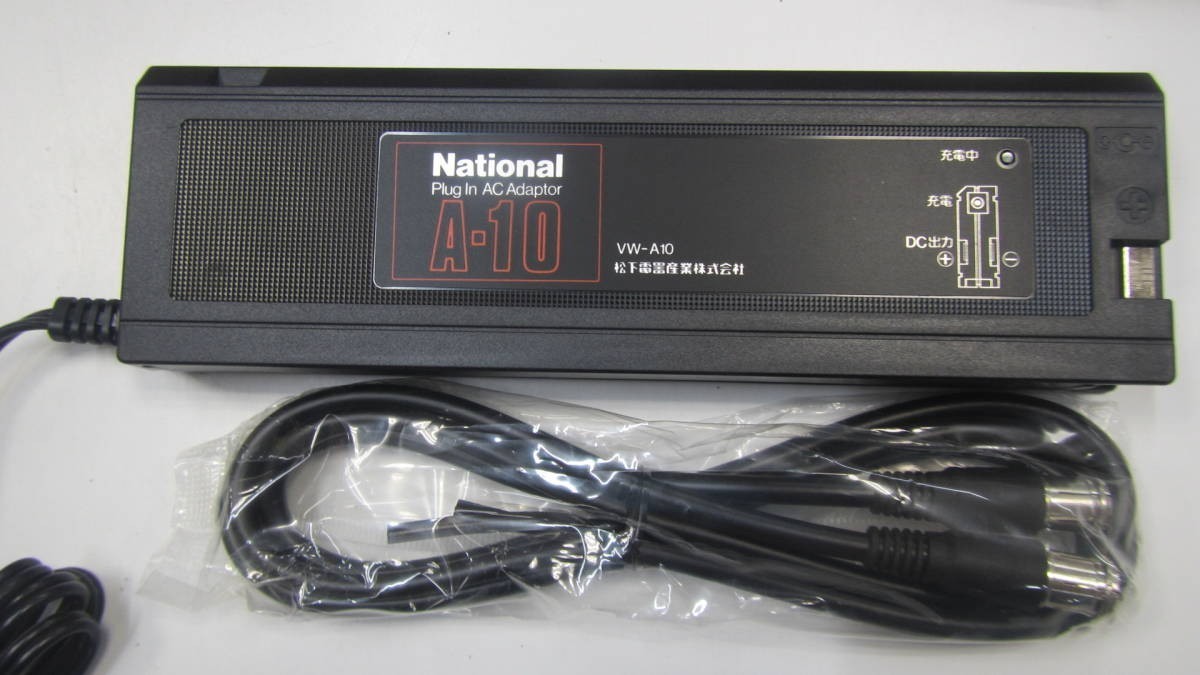 National
Plug In AC Adaptor
A-10
VW-A10
松下電器産業株式会社
充電中
充電
DC出力
⊕ ⊖